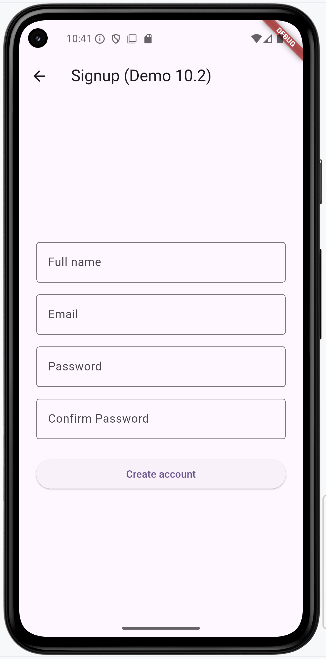 10:41
DEBUG
Signup (Demo 10.2)
Full name
Email
Password
Confirm Password
Create account